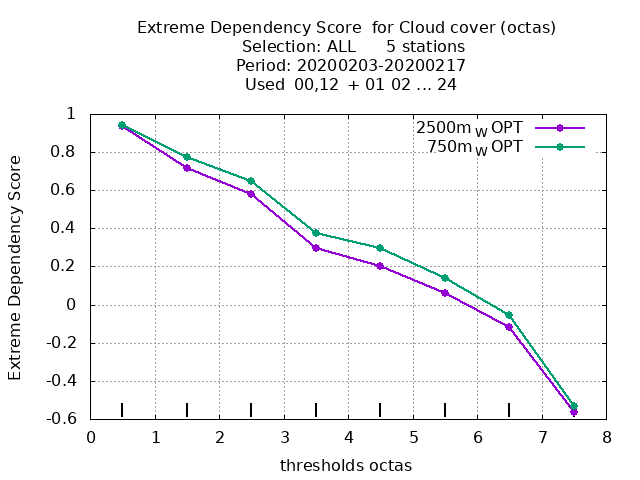 Extreme Dependency Score for Cloud cover (octas)
Selection: ALL 5 stations
Period: 20200203-20200217
Used 00,12 + 01 02 ... 24
2500m W OPT
750m W OPT
1
0.8
0.6
0.4
0.2
0
-0.2
-0.4
-0.6
Extreme Dependency Score
0 1 2 3 4 5 6 7 8
thresholds octas